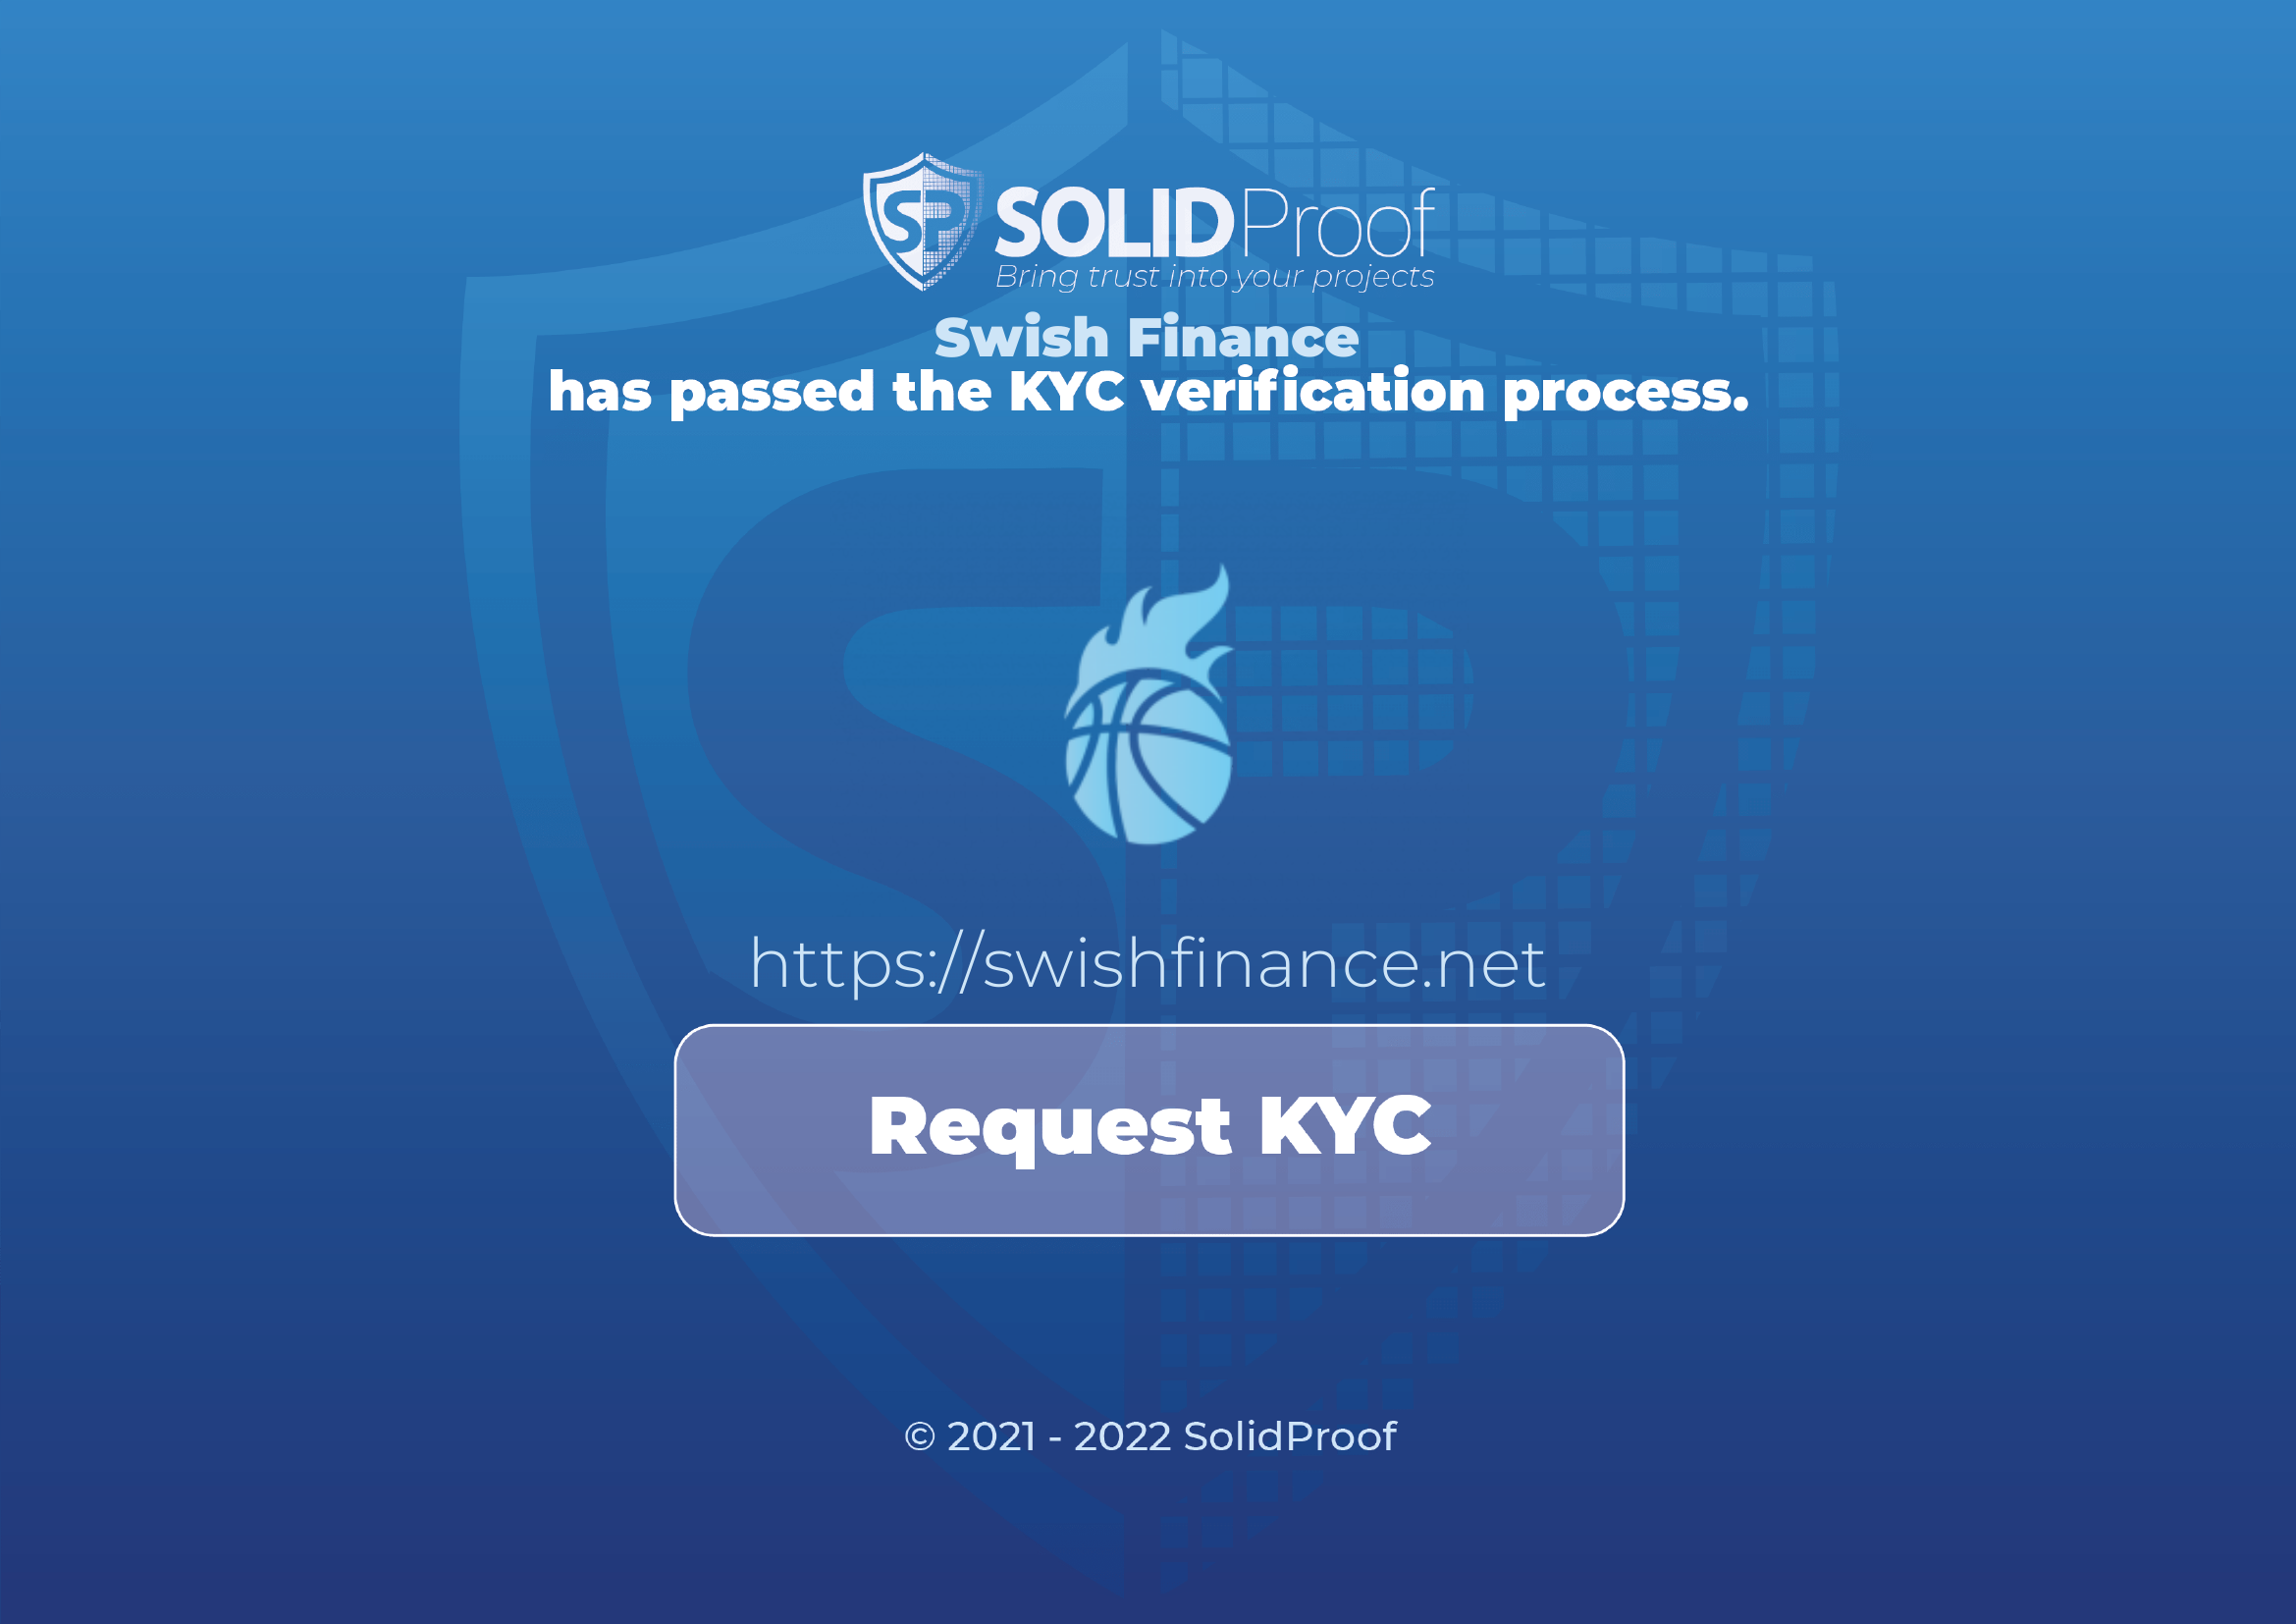 SP SOLIDProof
Bring trust into your projects
Swish Finance
has passed the KYC verification process.
https://swishfinance.net
Request KYC
© 2021 - 2022 SolidProof